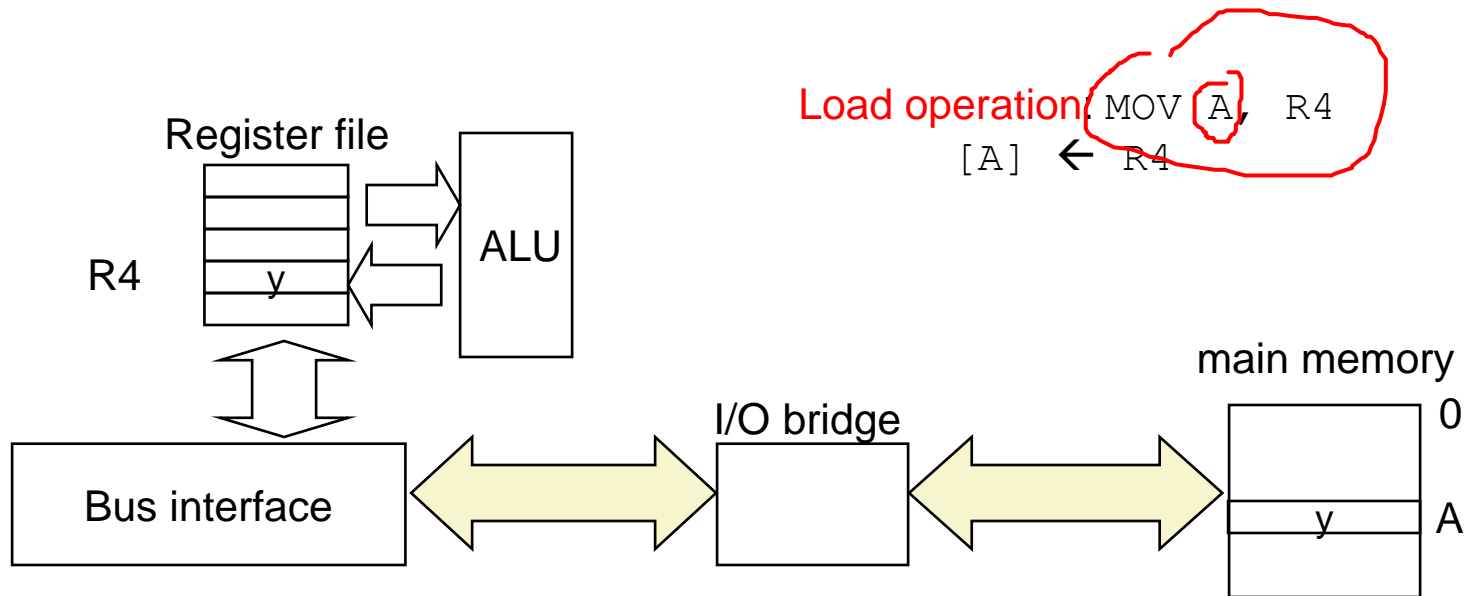 Load operation: MOV A, R4
[A] ← R4
Register file
ALU
R4
y
main memory
0
I/O bridge
Bus interface
y
A